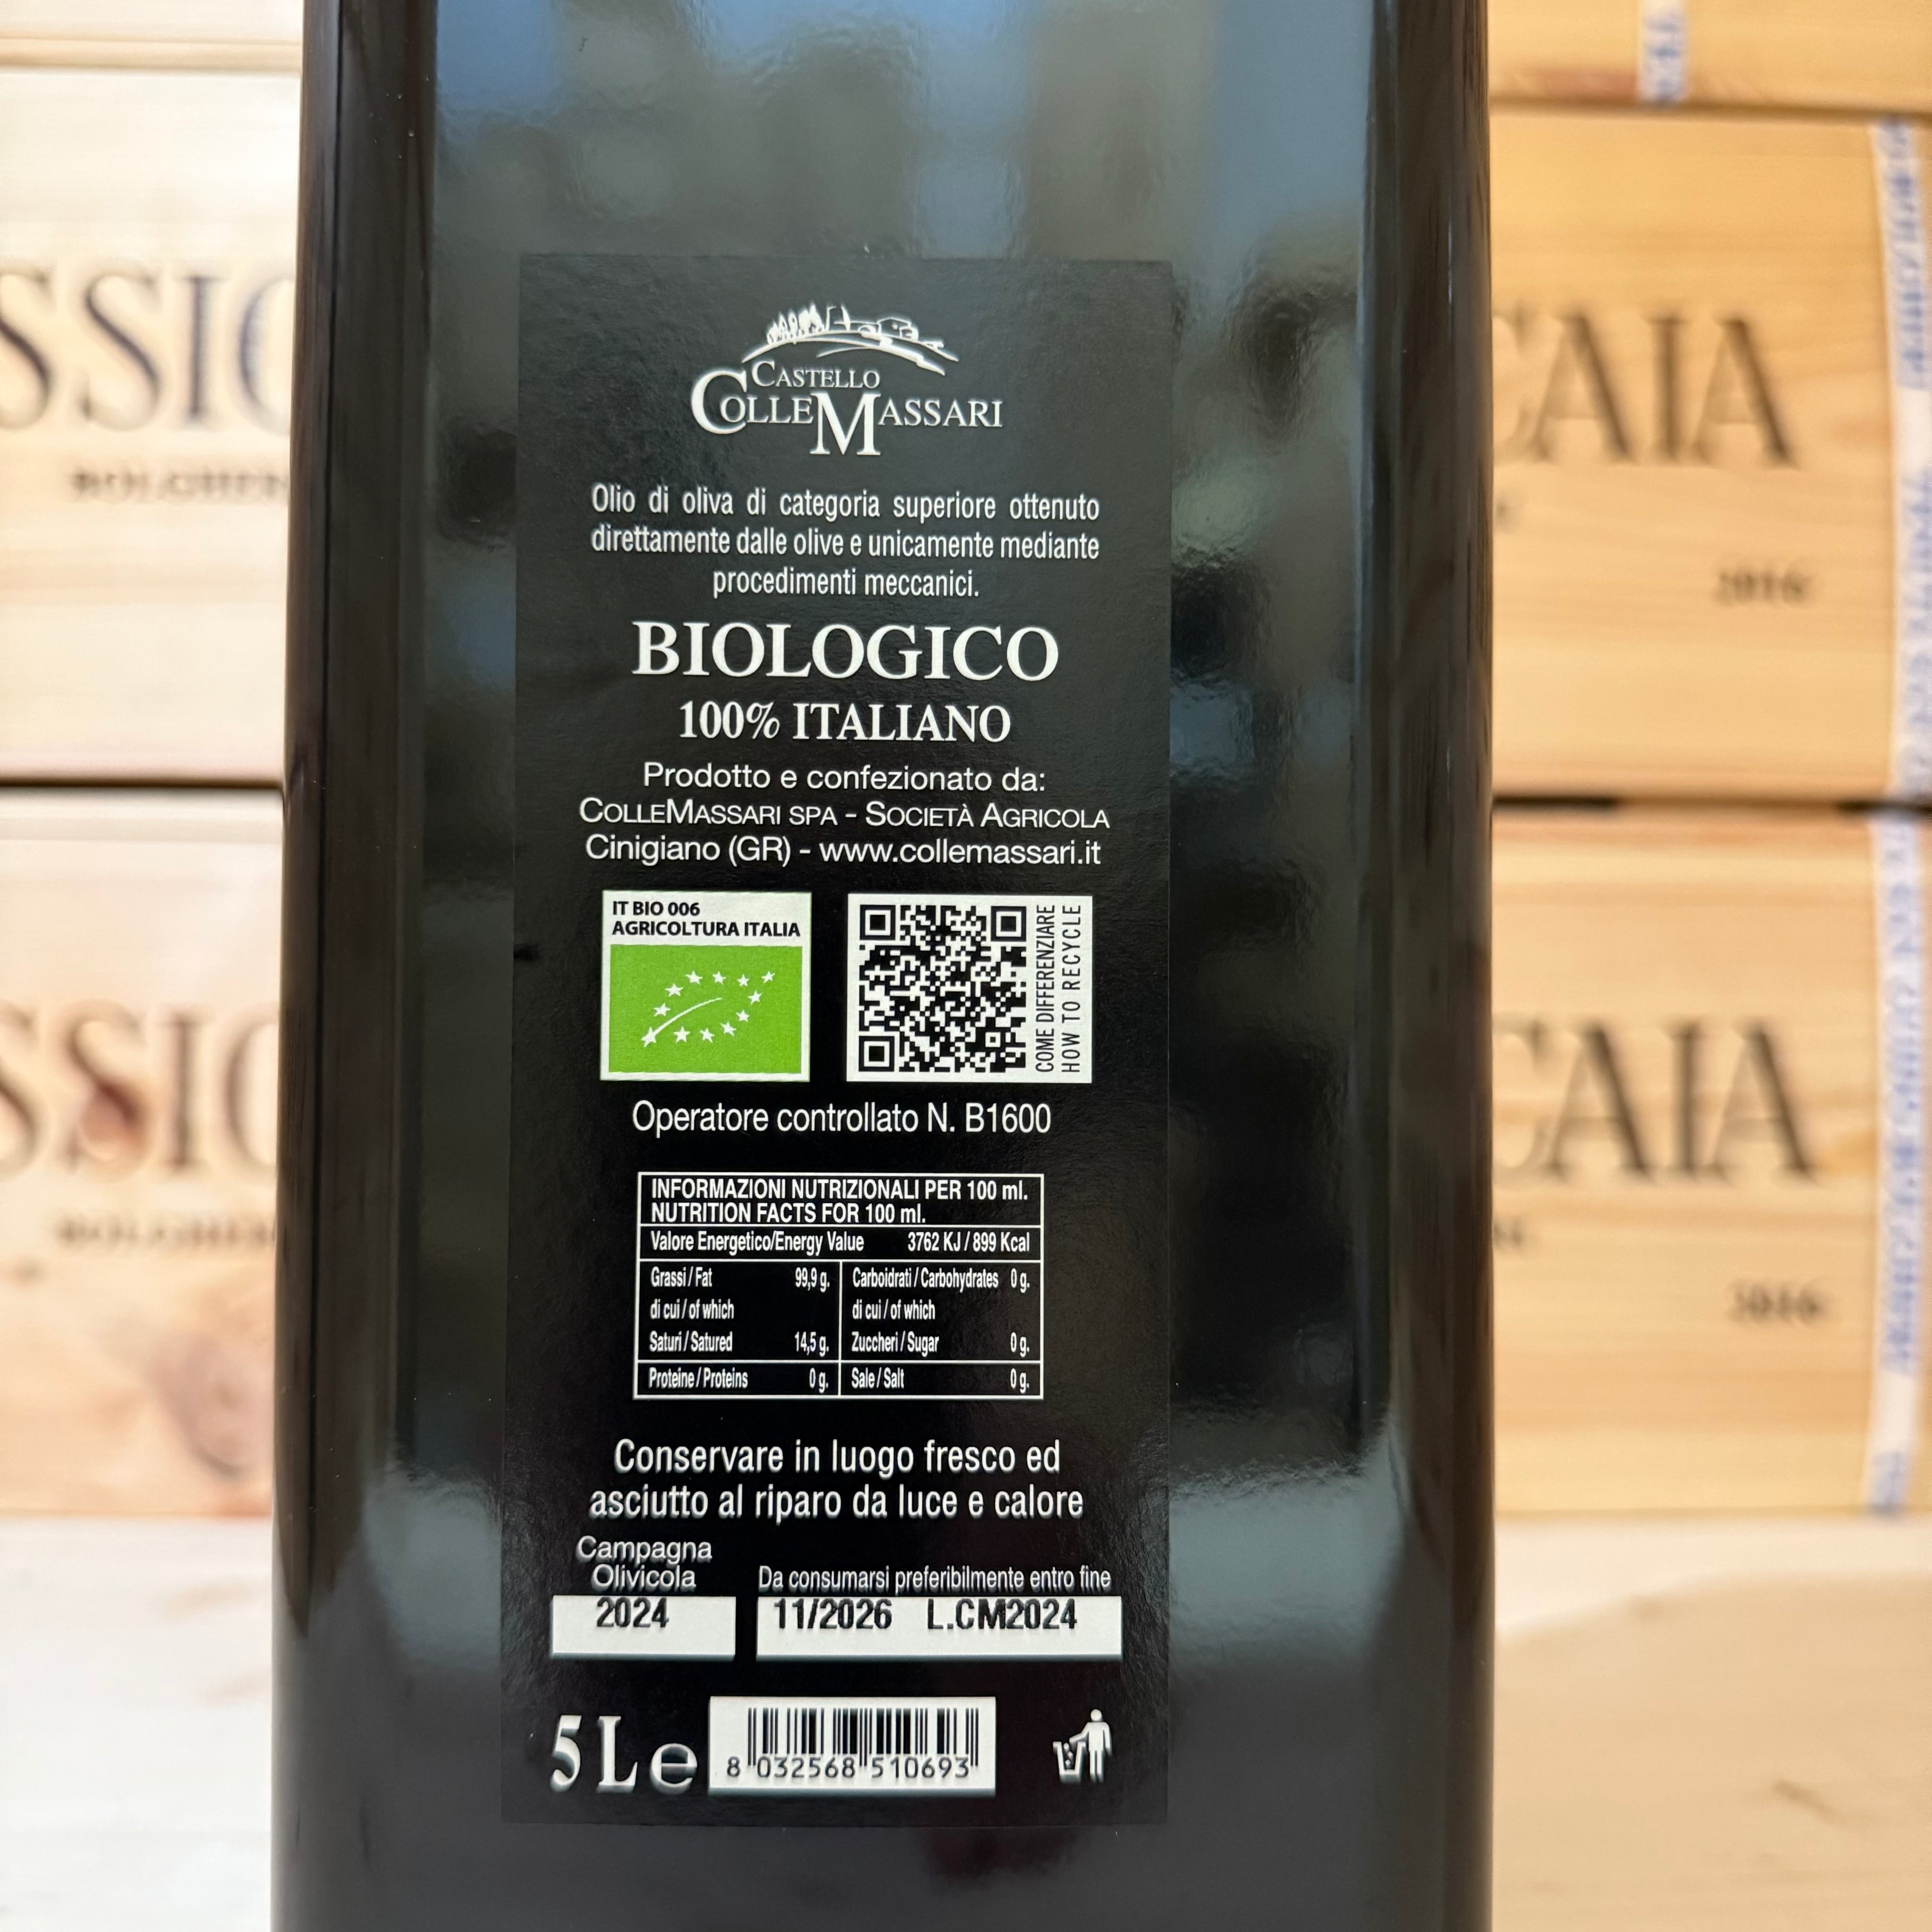 CASTELLO
COLLEMASSARI
Olio di oliva di categoria superiore ottenuto
direttamente dalle olive e unicamente mediante
procedimenti meccanici.
BIOLOGICO
100% ITALIANO
Prodotto e confezionato da:
COLLEMASSARI SPA - SOCIETÀ AGRICOLA
Cinigiano (GR) - www.collemassari.it
IT BIO 006
AGRICOLTURA ITALIA
COME DIFFERENZIARE
HOW TO RECYCLE
Operatore controllato N. B1600
INFORMAZIONI NUTRIZIONALI PER 100 ml.
NUTRITION FACTS FOR 100 ml.
Valore Energetico/Energy Value 3762 KJ / 899 Kcal
Grassi / Fat 99,9 g. Carboidrati / Carbohydrates 0 g.
di cui / of which di cui / of which
Saturi / Satured 14,5 g. Zuccheri / Sugar 0 g.
Proteine / Proteins 0 g. Sale / Salt 0 g.
Conservare in luogo fresco ed
asciutto al riparo da luce e calore
Campagna
Olivicola
Da consumarsi preferibilmente entro fine
2024
11/2026 L.CM2024
5 L e
8 032568 510693
SSIC
BOLGHERI
CAIA
2016
SSIC
BOLGHERI
CAIA
2016